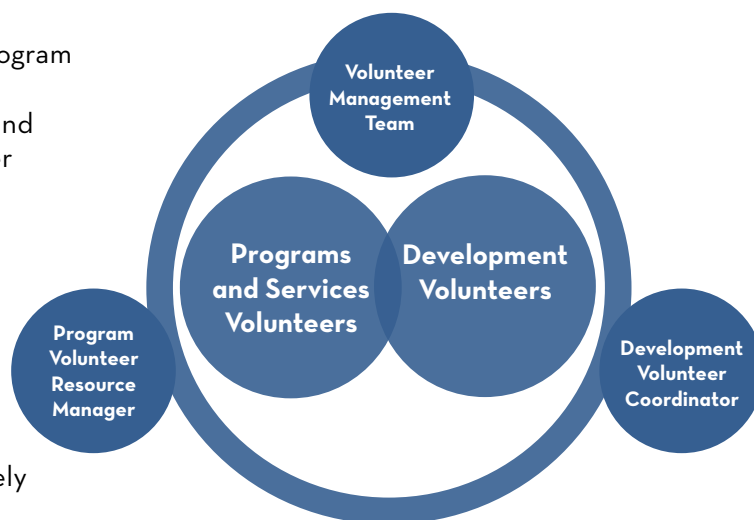 ogram
nd
r
ely
Volunteer
Management
Team
Programs
and Services
Volunteers
Development
Volunteers
Program
Volunteer
Resource
Manager
Development
Volunteer
Coordinator